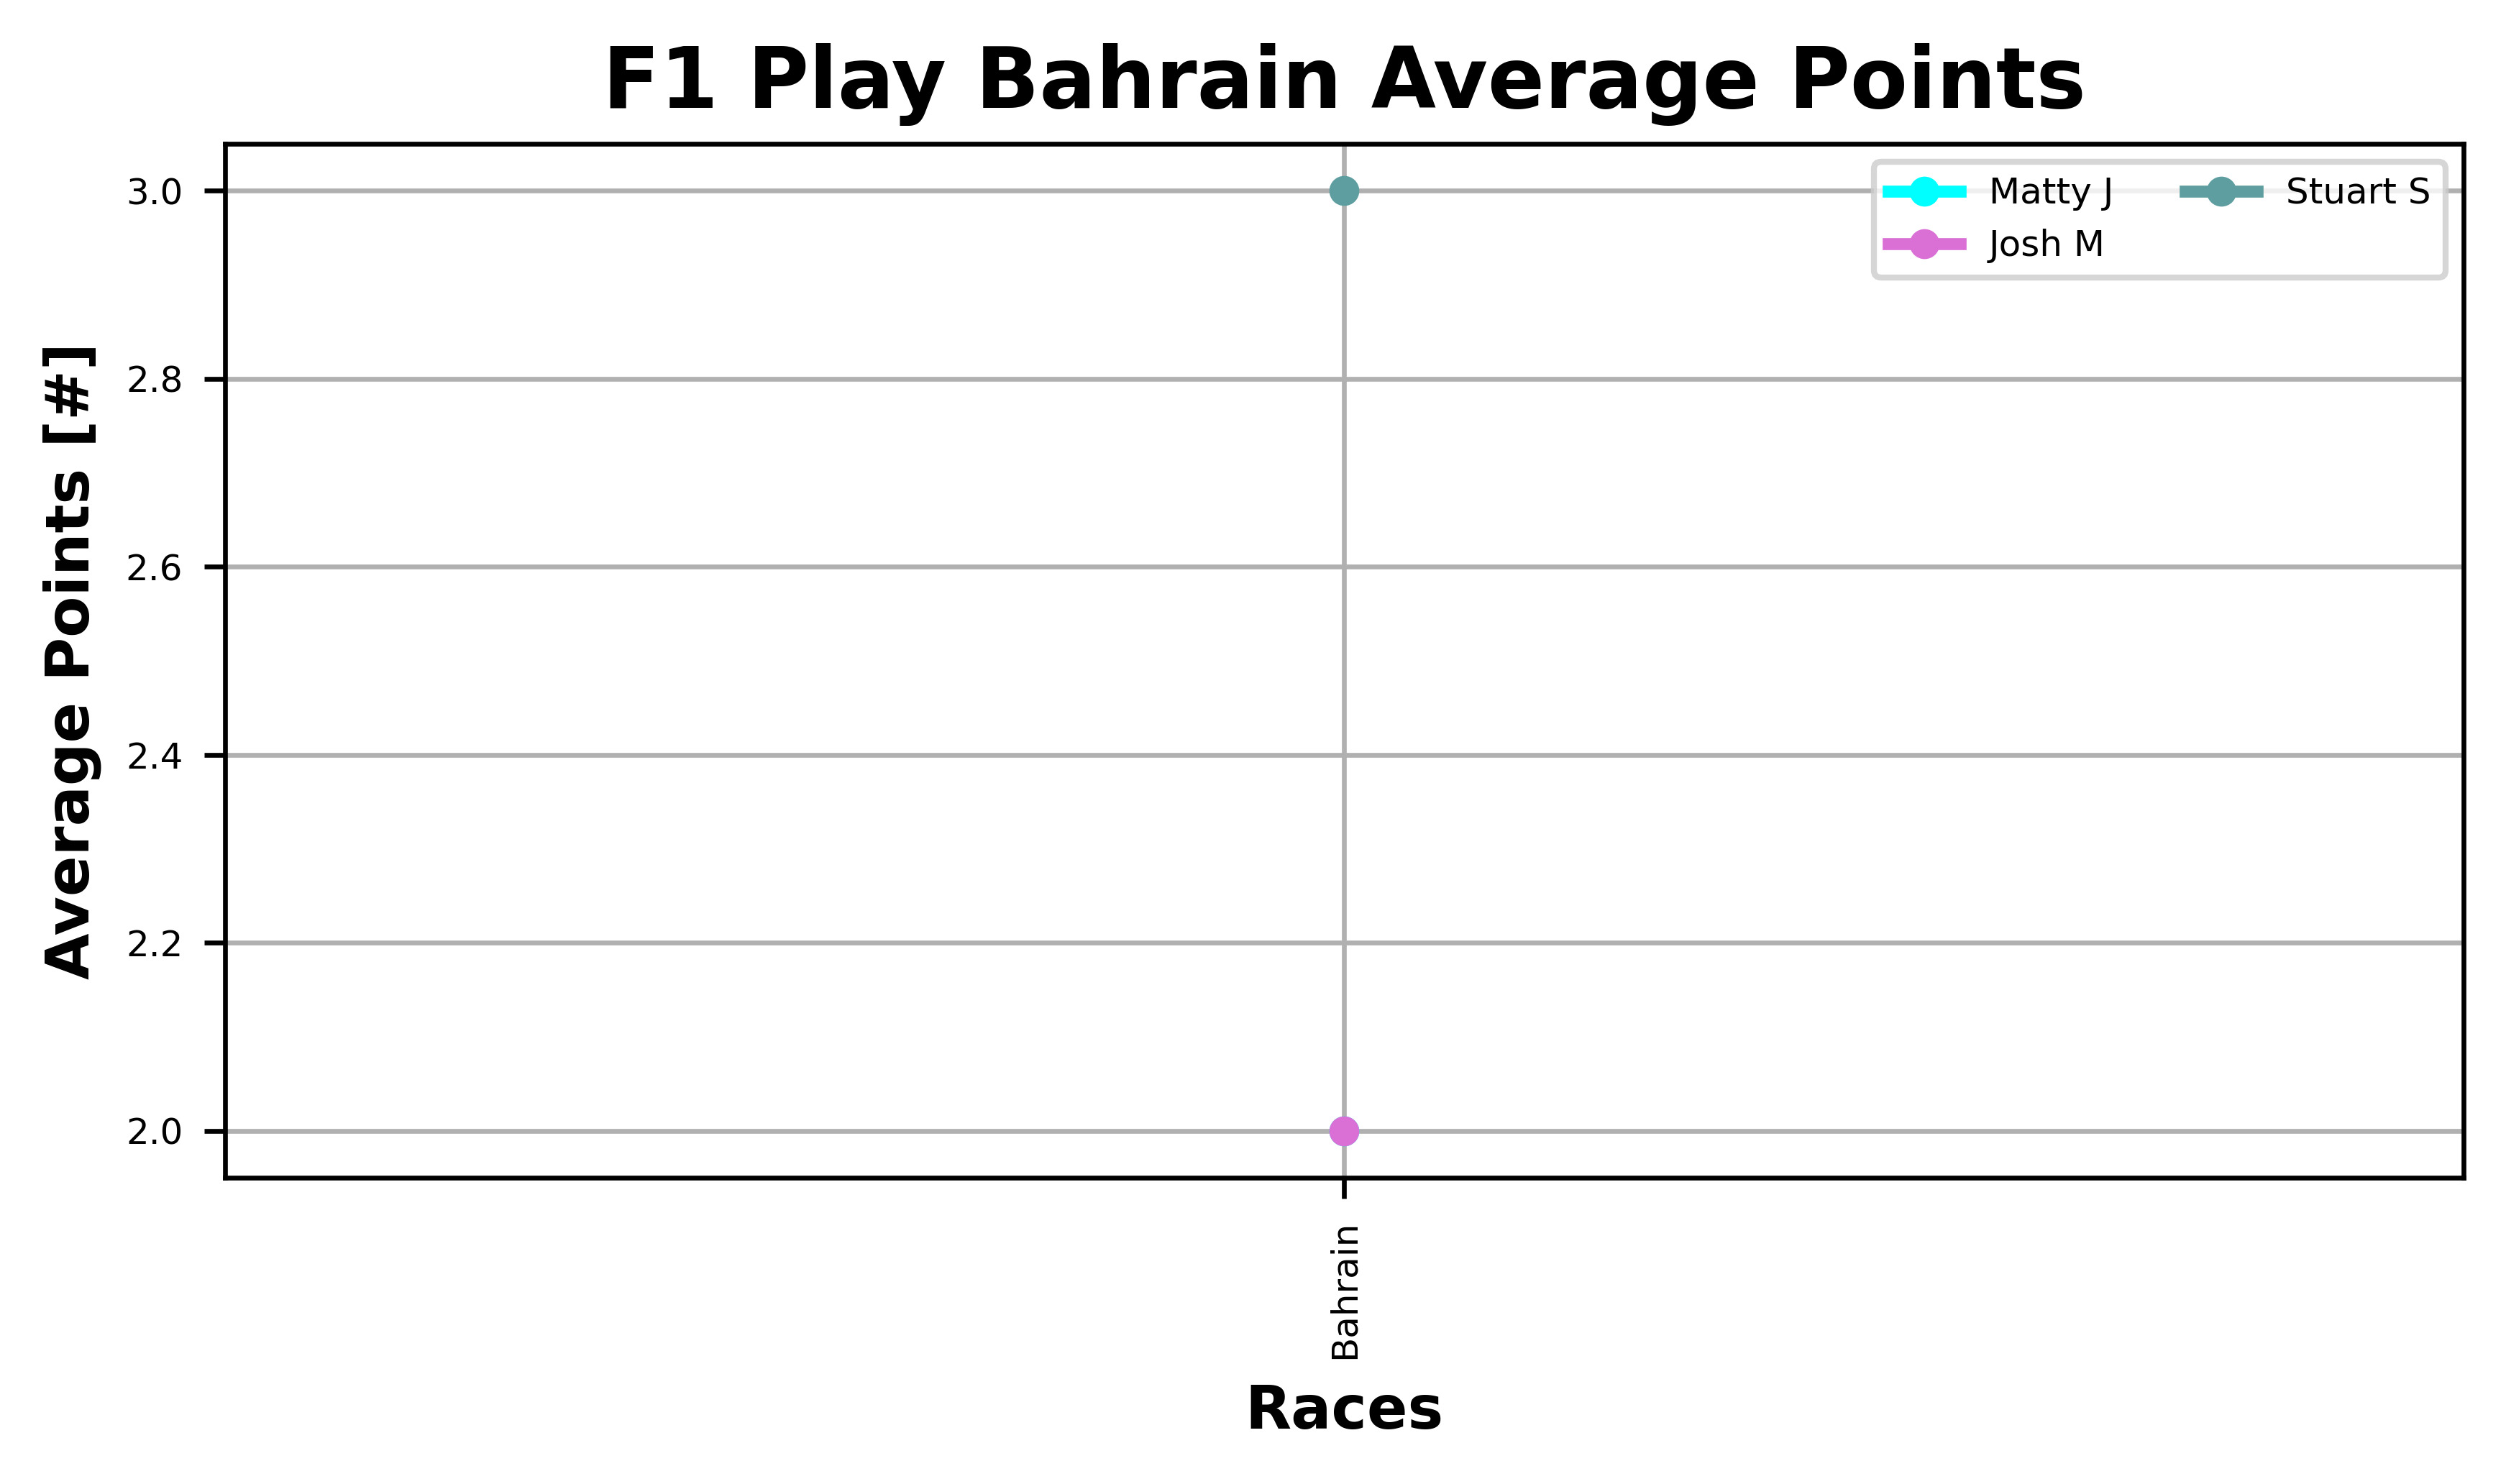 F1 Play Bahrain Average Points
Matty J
Stuart S
Josh M
Average Points [#]
3.0
2.8
2.6
2.4
2.2
2.0
Bahrain
Races